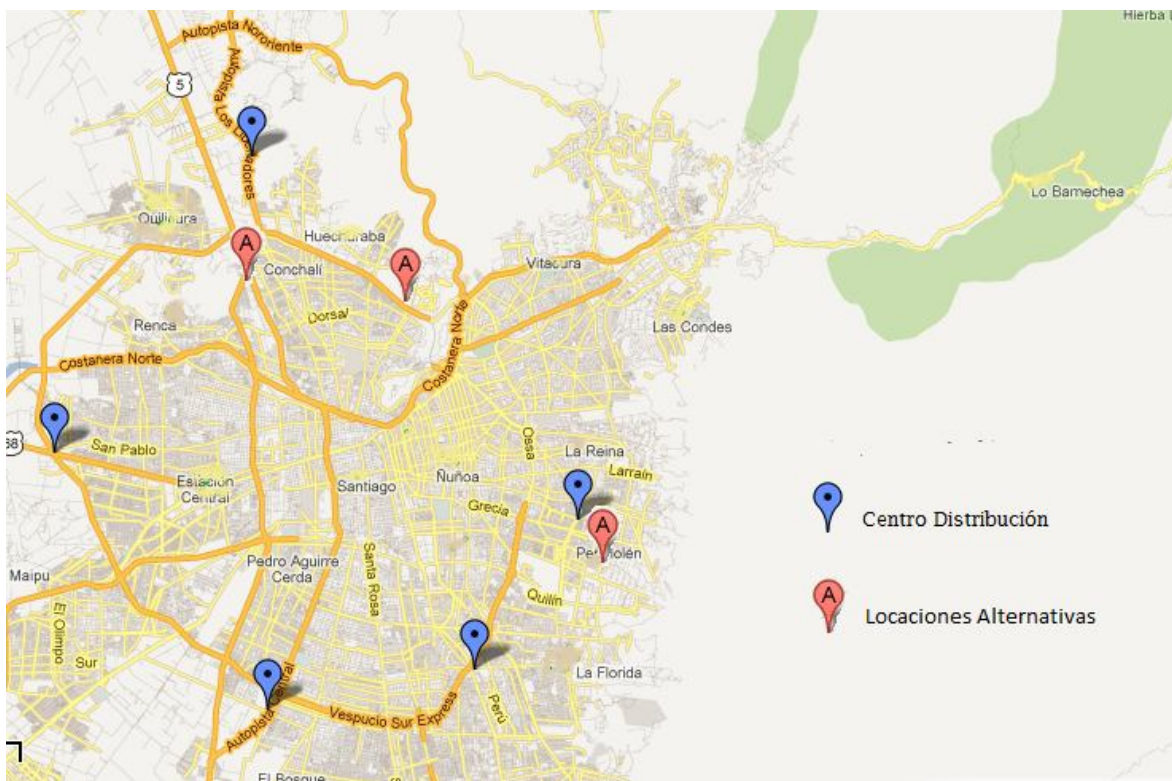 Hierba
Autopista Nororiente
5
Autopista Los Libertadores
Lo Barnechea
Quilicura
Huechuraba
A
A
Conchalí
Vitacura
Dorsal
Renca
Las Condes
Costanera Norte
Costanera Norte
San Pablo
Ossa
La Reina
Larraín
Estación
Central
Santiago
Ñuñoa
Grecia
Centro Distribución
A
Peñalolén
Maipu
Pedro Aguirre
Cerda
Santa Rosa
Quilín
A
Locaciones Alternativas
El Olimpo
Sur
La Florida
Perú
Autopista Central
Vespucio Sur Express
El Bosque